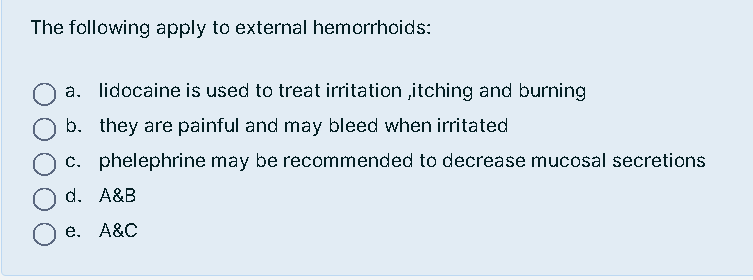 The following apply to external hemorrhoids:
a. lidocaine is used to treat irritation ,itching and burning
b. they are painful and may bleed when irritated
c. phelephrine may be recommended to decrease mucosal secretions
d. A&B
e. A&C